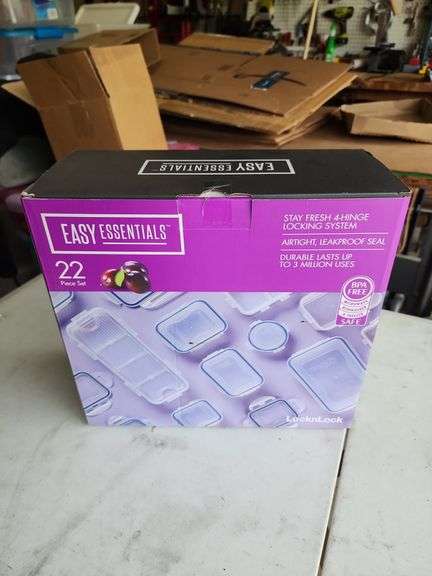 EASY ESSENTIALS
EASY ESSENTIALS™
22
Piece Set
STAY FRESH 4-HINGE
LOCKING SYSTEM
AIRTIGHT, LEAKPROOF SEAL
DURABLE LASTS UP
TO 3 MILLION USES
BPA
FREE
SAFE
LocknLock